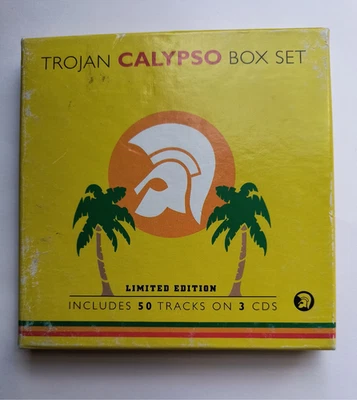 TROJAN CALYPSO BOX SET
LIMITED EDITION
INCLUDES 50 TRACKS ON 3 CDS